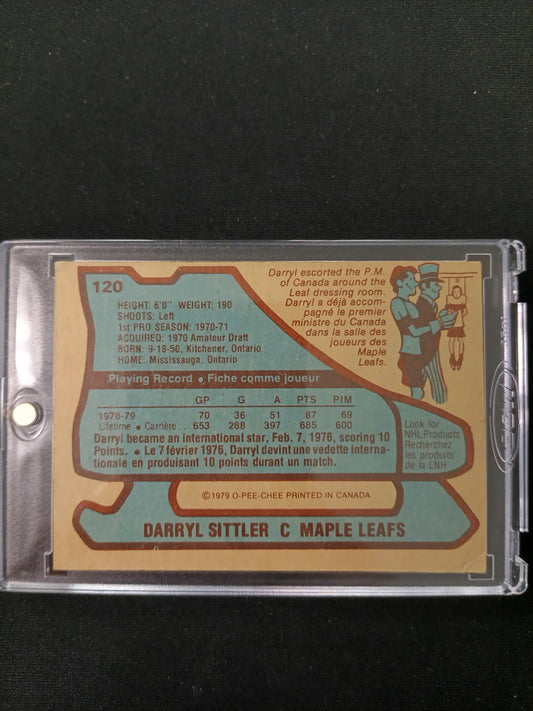 120
HEIGHT: 6'0" WEIGHT: 190
SHOOTS: Left
1st PRO SEASON: 1970-71
ACQUIRED: 1970 Amateur Draft
BORN: 9-18-50, Kitchener, Ontario
HOME: Mississauga, Ontario
Darryl escorted the P.M.
of Canada around the
Leaf dressing room.
Darryl a déjà accom-
pagné le premier
ministre du Canada
dans la salle des
joueurs des
Maple
Leafs.
Playing Record • Fiche comme joueur
GP G A PTS PIM
1978-79 70 36 51 87 69
Lifetime • Carrière.. 653 288 397 685 600
Darryl became an international star, Feb. 7, 1976, scoring 10
Points. • Le 7 février 1976, Darryl devint une vedette interna-
tionale en produisant 10 points durant un match.
Look for
NHL Products
Recherchez
les produits
de la LNH
©1979 O-PEE-CHEE PRINTED IN CANADA
DARRYL SITTLER C MAPLE LEAFS